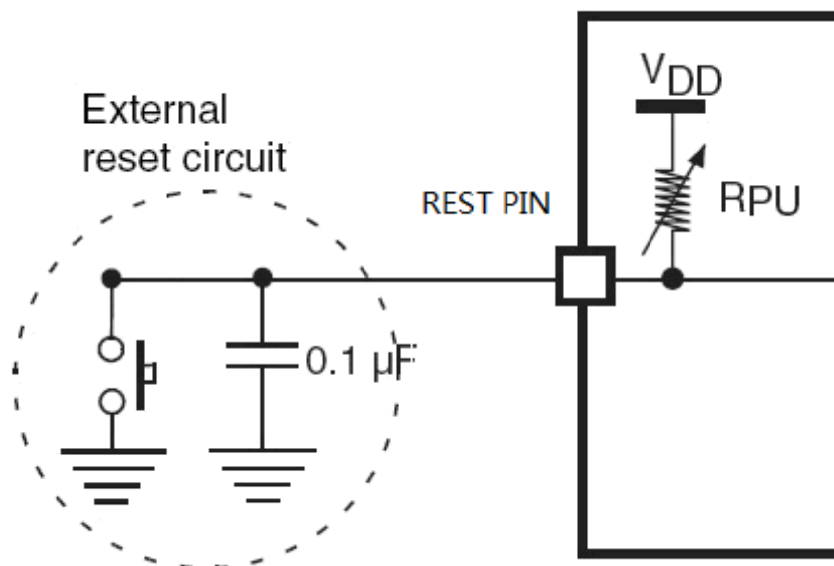 External
reset circuit
REST PIN
VDD
RPU
0.1 µF